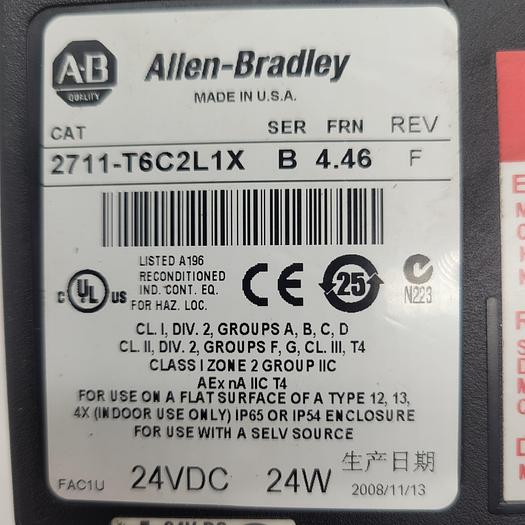 AB
QUALITY
Allen-Bradley
MADE IN U.S.A.
CAT SER FRN REV
2711-T6C2L1X B 4.46 F
LISTED A196
RECONDITIONED
IND. CONT. EQ.
FOR HAZ. LOC.
C UL US
CE
25
N223
CL. I, DIV. 2, GROUPS A, B, C, D
CL. II, DIV. 2, GROUPS F, G, CL. III, T4
CLASS I ZONE 2 GROUP IIC
AEx nA IIC T4
FOR USE ON A FLAT SURFACE OF A TYPE 12, 13,
4X (INDOOR USE ONLY) IP65 OR IP54 ENCLOSURE
FOR USE WITH A SELV SOURCE
FAC1U 24VDC 24W 生产日期
2008/11/13